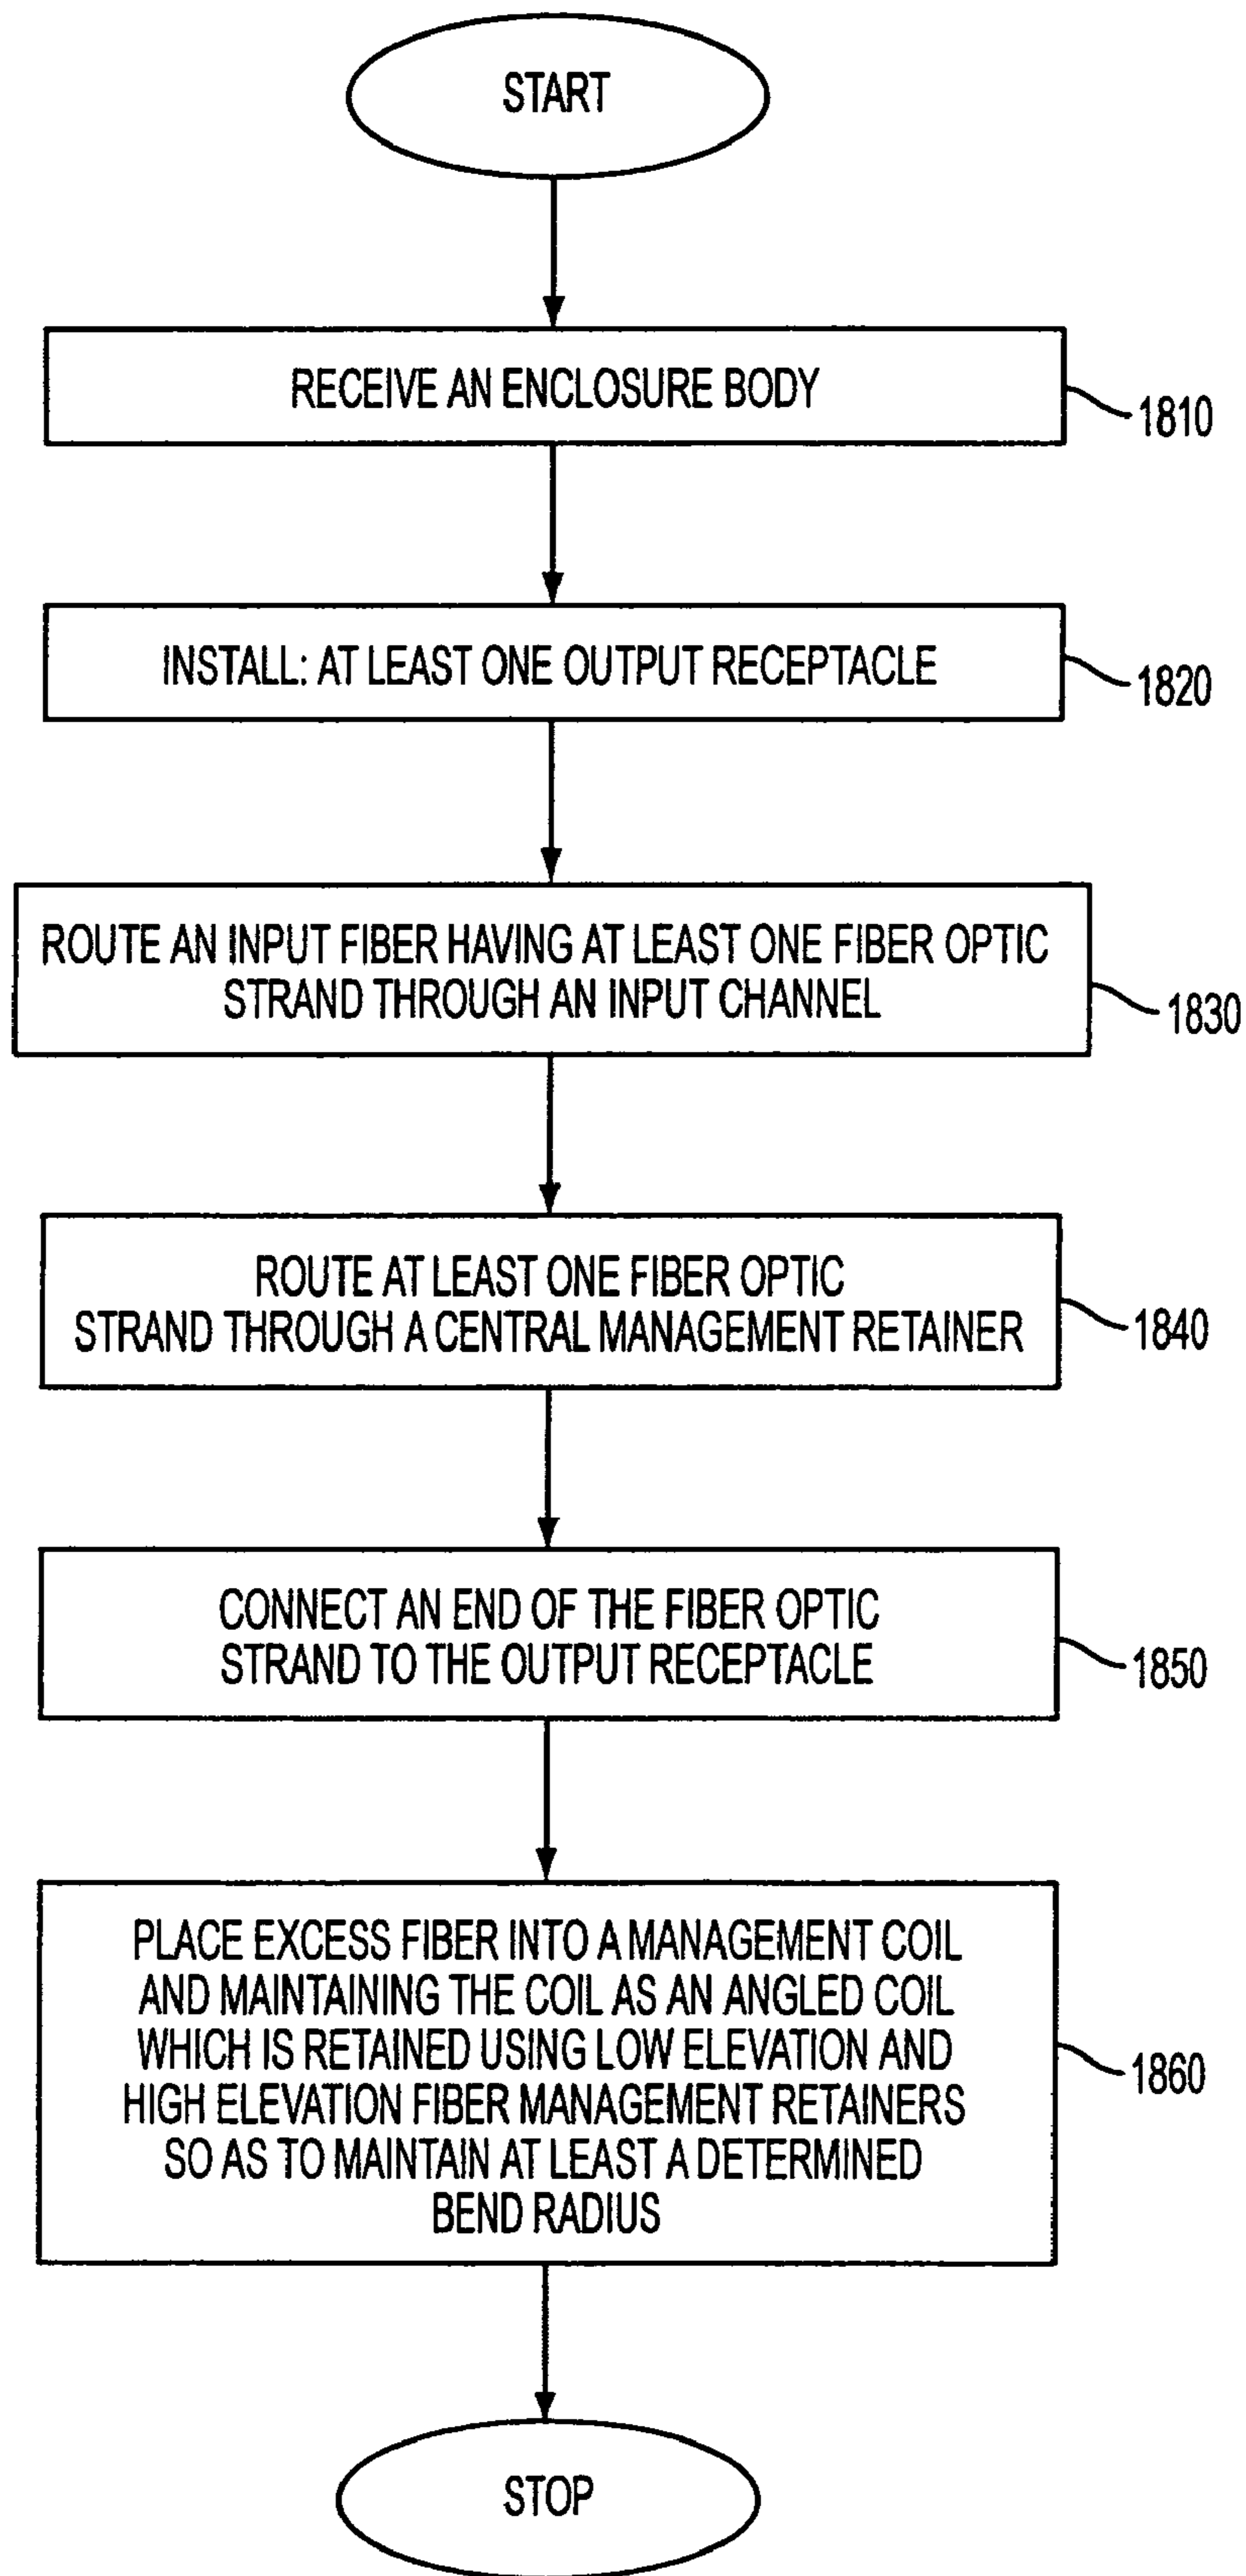 START
RECEIVE AN ENCLOSURE BODY
1810
INSTALL: AT LEAST ONE OUTPUT RECEPTACLE
1820
ROUTE AN INPUT FIBER HAVING AT LEAST ONE FIBER OPTIC
STRAND THROUGH AN INPUT CHANNEL
1830
ROUTE AT LEAST ONE FIBER OPTIC
STRAND THROUGH A CENTRAL MANAGEMENT RETAINER
1840
CONNECT AN END OF THE FIBER OPTIC
STRAND TO THE OUTPUT RECEPTACLE
1850
PLACE EXCESS FIBER INTO A MANAGEMENT COIL
AND MAINTAINING THE COIL AS AN ANGLED COIL
WHICH IS RETAINED USING LOW ELEVATION AND
HIGH ELEVATION FIBER MANAGEMENT RETAINERS
SO AS TO MAINTAIN AT LEAST A DETERMINED
BEND RADIUS
1860
STOP